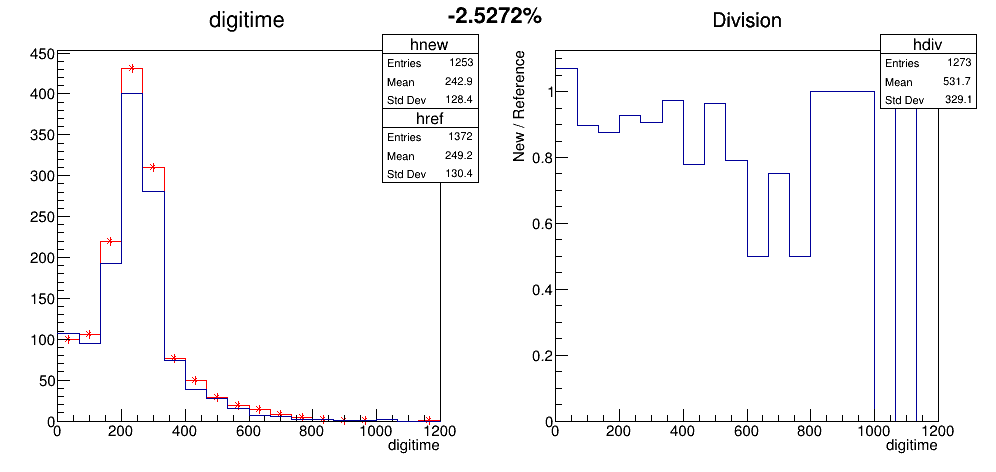 -2.5272%
digitime
hnew
Entries 1253
Mean 242.9
Std Dev 128.4
href
Entries 1372
Mean 249.2
Std Dev 130.4
450
400
350
300
250
200
150
100
50
0
0 200 400 600 800 1000 1200
digitime
Division
hdiv
Entries 1273
Mean 531.7
Std Dev 329.1
New / Reference
1
0.8
0.6
0.4
0.2
0
0 200 400 600 800 1000 1200
digitime